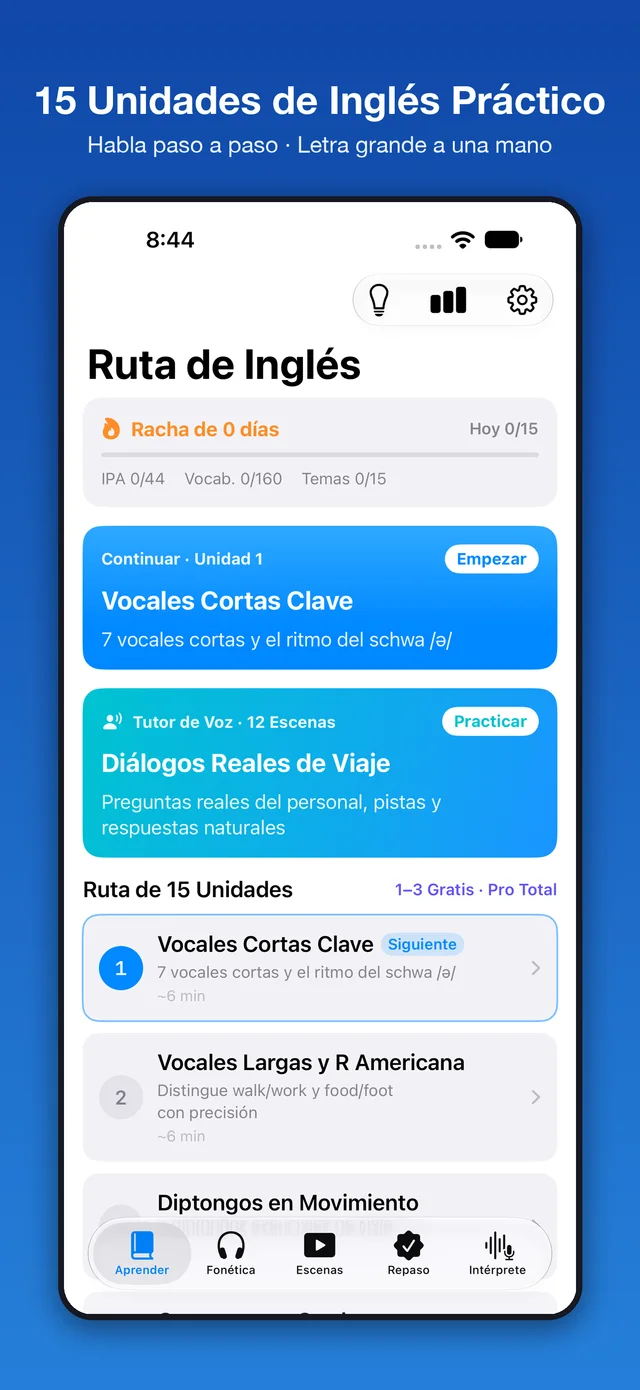 15 Unidades de Inglés Práctico
Habla paso a paso · Letra grande a una mano
8:44
Ruta de Inglés
Racha de 0 días
Hoy 0/15
IPA 0/44 Vocab. 0/160 Temas 0/15
Continuar · Unidad 1
Empezar
Vocales Cortas Clave
7 vocales cortas y el ritmo del schwa /ə/
Tutor de Voz · 12 Escenas
Practicar
Diálogos Reales de Viaje
Preguntas reales del personal, pistas y
respuestas naturales
Ruta de 15 Unidades
1–3 Gratis · Pro Total
1
Vocales Cortas Clave
Siguiente
7 vocales cortas y el ritmo del schwa /ə/
~6 min
2
Vocales Largas y R Americana
Distingue walk/work y food/foot
con precisión
~6 min
Diptongos en Movimiento
Aprender
Fonética
Escenas
Repaso
Intérprete